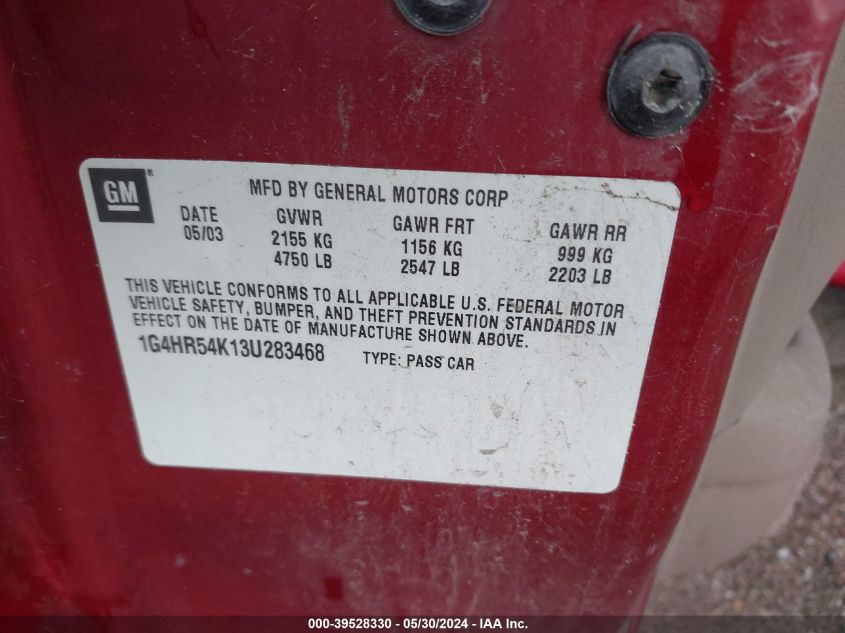 GM ®
MFD BY GENERAL MOTORS CORP
DATE GVWR GAWR FRT GAWR RR
05/03 2155 KG 1156 KG 999 KG
4750 LB 2547 LB 2203 LB
THIS VEHICLE CONFORMS TO ALL APPLICABLE U.S. FEDERAL MOTOR
VEHICLE SAFETY, BUMPER, AND THEFT PREVENTION STANDARDS IN
EFFECT ON THE DATE OF MANUFACTURE SHOWN ABOVE.
1G4HR54K13U283468 TYPE: PASS CAR
000-39528330 - 05/30/2024 - IAA Inc.